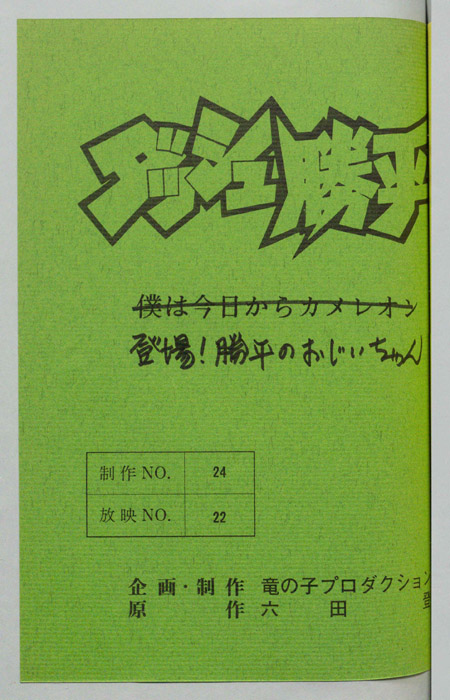 ダッシュ勝平
僕は今日からカメレオン
登場!勝平のおじいちゃん
制作NO. 24
放映NO. 22
企画・制作 竜の子プロダクション
原作 六田登